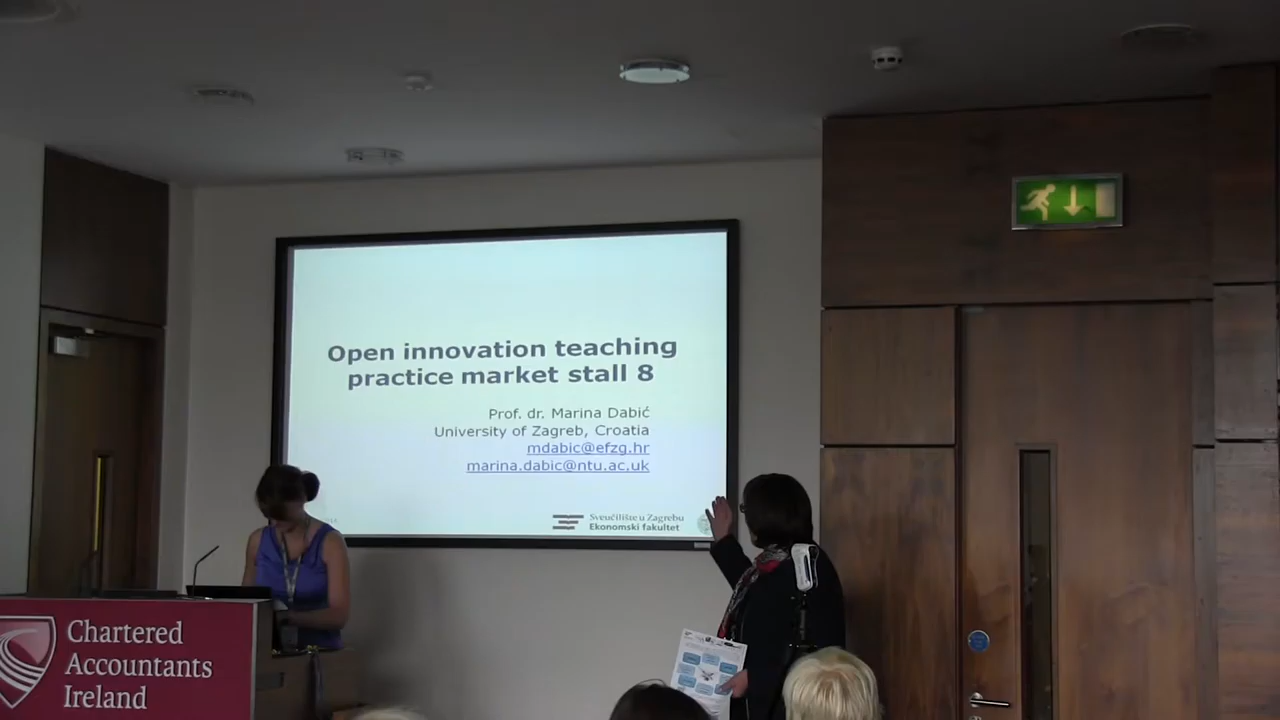 Open innovation teaching
practice market stall 8
Prof. dr. Marina Dabić
University of Zagreb, Croatia
mdabic@efzg.hr
marina.dabic@ntu.ac.uk
Sveučilište u Zagrebu
Ekonomski fakultet
Chartered
Accountants
Ireland